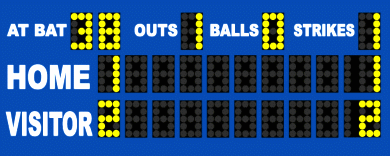 AT BAT 38 OUTS 1 BALLS 0 STRIKES 1
HOME 1 1
VISITOR 2 2